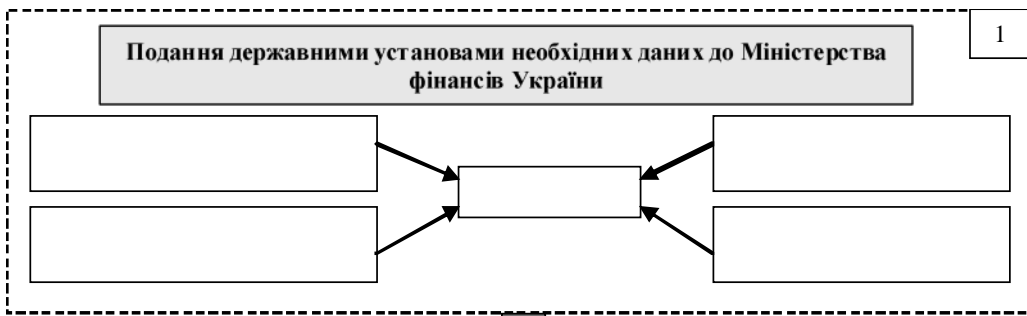 1
Подання державними установами необхідних даних до Міністерства
фінансів України